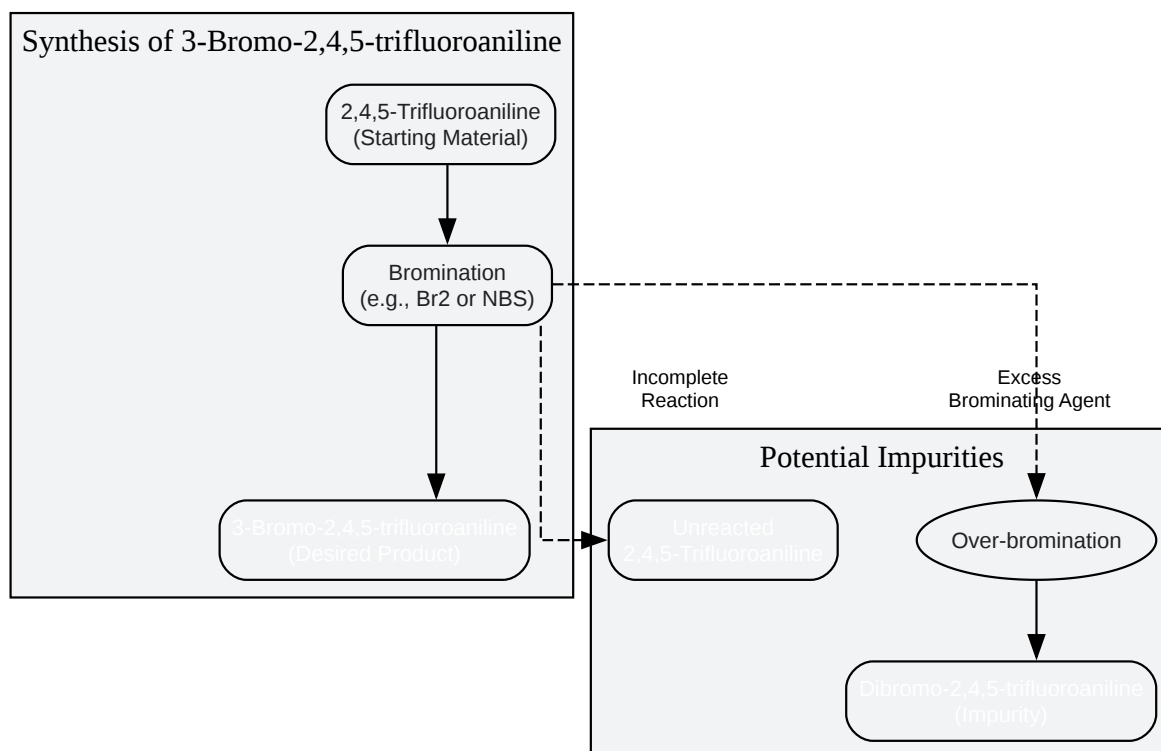 Synthesis of 3-Bromo-2,4,5-trifluoroaniline
2,4,5-Trifluoroaniline
(Starting Material)
Bromination
(e.g., Br2 or NBS)
3-Bromo-2,4,5-trifluoroaniline
(Desired Product)
Incomplete
Reaction
Excess
Brominating Agent
Potential Impurities
Unreacted
2,4,5-Trifluoroaniline
Over-bromination
Dibromo-2,4,5-trifluoroaniline
(Impurity)